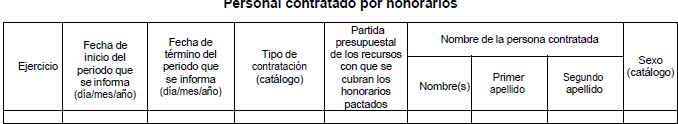 Personal contratado por honorarios
Ejercicio
Fecha de
inicio del
periodo que
se informa
(día/mes/año)
Fecha de
término del
periodo que
se informa
(día/mes/año)
Tipo de
contratación
(catálogo)
Partida
presupuestal
de los recursos
con que se
cubran los
honorarios
pactados
Nombre de la persona contratada
Nombre(s)
Primer
apellido
Segundo
apellido
Sexo
(catálogo)